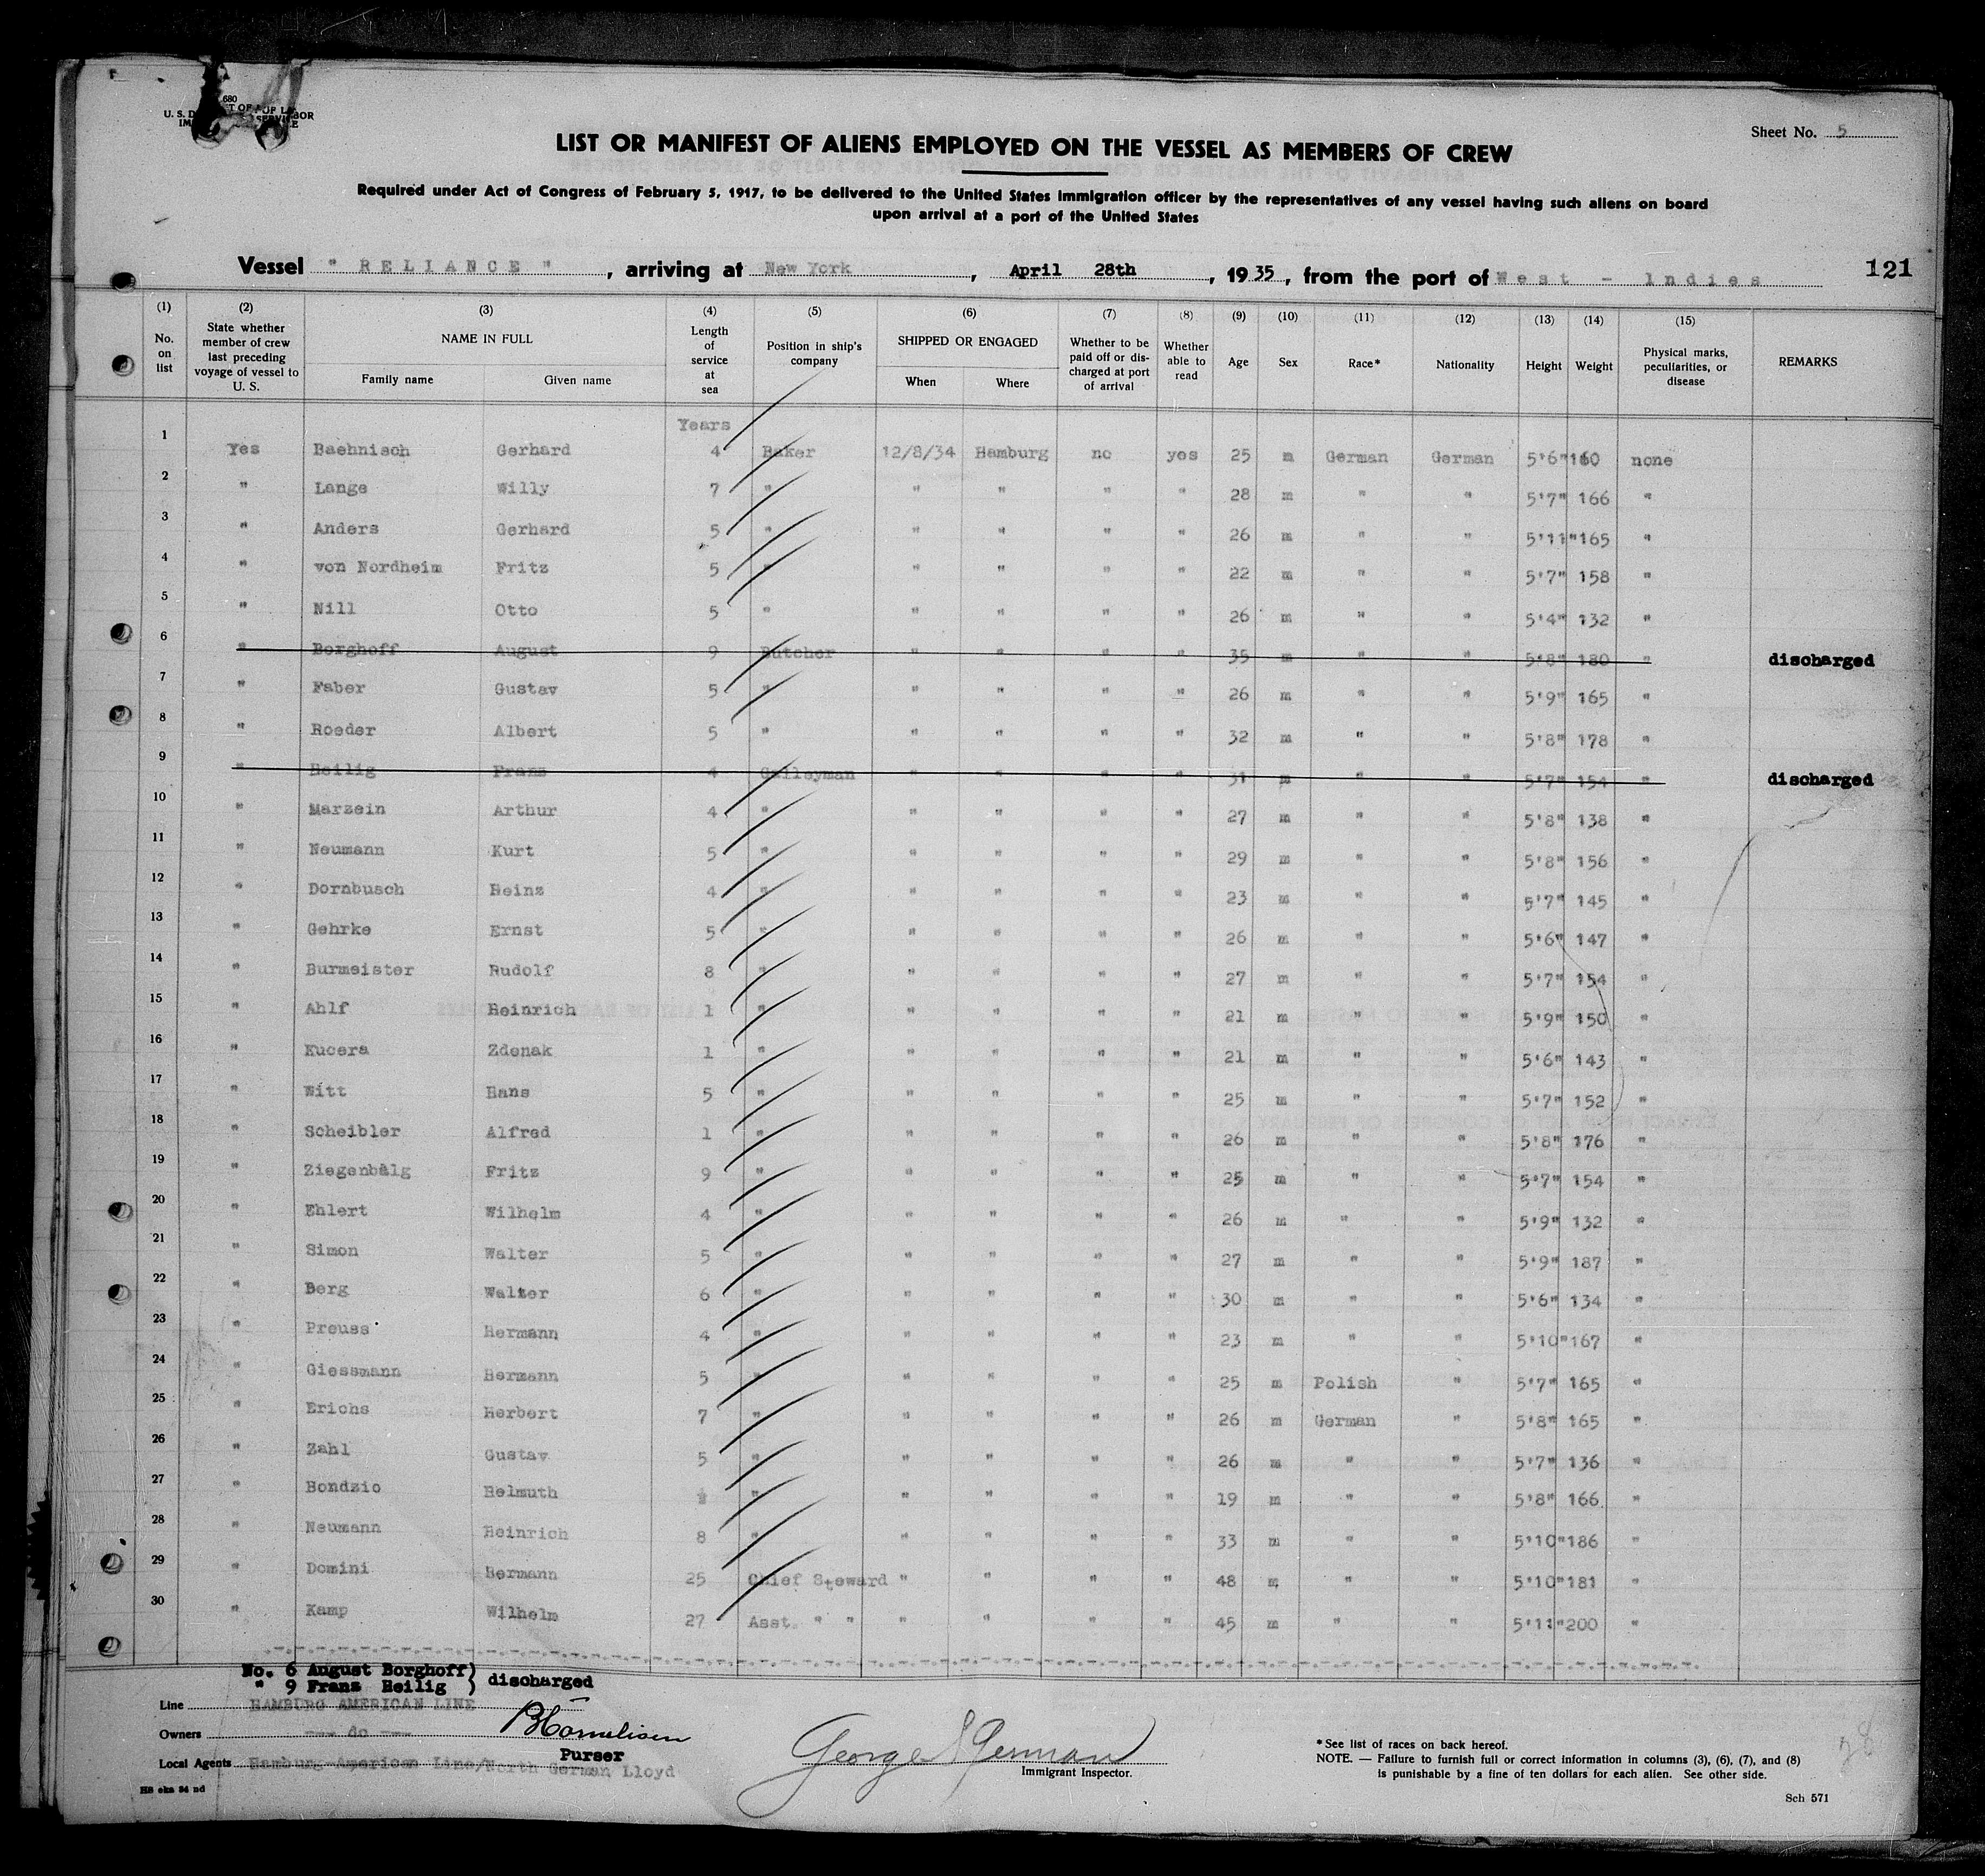 680
Sheet No. 5
LIST OR MANIFEST OF ALIENS EMPLOYED ON THE VESSEL AS MEMBERS OF CREW
Required under Act of Congress of February 5, 1917, to be delivered to the United States immigration officer by the representatives of any vessel having such aliens on board
upon arrival at a port of the United States
Vessel " RELIANCE " , arriving at New York , April 28th , 1935 , from the port of West - Indies 121
(1) (2) (3) (4) (5) (6) (7) (8) (9) (10) (11) (12) (13) (14) (15)
No. on list State whether member of crew last preceding voyage of vessel to U. S. NAME IN FULL Family name Given name Length of service at sea Position in ship's company SHIPPED OR ENGAGED When Where Whether to be paid off or discharged at port of arrival Whether able to read Age Sex Race* Nationality Height Weight Physical marks, peculiarities, or disease REMARKS
Years
1 Yes Baehnisch Gerhard 4 Baker 12/8/34 Hamburg no yes 25 m German German 5'6" 160 none
2 " Lange Willy 7 " " " " " 28 m " " 5'7" 166 "
3 " Anders Gerhard 5 " " " " " 26 m " " 5'11" 165 "
4 " von Nordheim Fritz 5 " " " " " 22 m " " 5'7" 158 "
5 " Nill Otto 5 " " " " " 26 m " " 5'4" 132 "
6 " Borghoff August 9 Butcher " " " " 35 m " " 5'8" 180 " discharged
7 " Faber Gustav 5 " " " " " 26 m " " 5'9" 165 "
8 " Roeder Albert 5 " " " " " 32 m " " 5'8" 178 "
9 " Heilig Franz 4 Galleyman " " " " 31 m " " 5'7" 154 " discharged
10 " Marzein Arthur 4 " " " " " 27 m " " 5'8" 138 "
11 " Neumann Kurt 5 " " " " " 29 m " " 5'8" 156 "
12 " Dornbusch Heinz 4 " " " " " 23 m " " 5'7" 145 "
13 " Gehrke Ernst 5 " " " " " 26 m " " 5'6" 147 "
14 " Burmeister Rudolf 8 " " " " " 27 m " " 5'7" 154 "
15 " Ahlf Heinrich 1 " " " " " 21 m " " 5'9" 150 "
16 " Kucera Zdenak 1 " " " " " 21 m " " 5'6" 143 "
17 " Witt Hans 5 " " " " " 25 m " " 5'7" 152 "
18 " Scheibler Alfred 1 " " " " " 26 m " " 5'8" 176 "
19 " Ziegenbalg Fritz 9 " " " " " 25 m " " 5'7" 154 "
20 " Ehlert Wilhelm 4 " " " " " 26 m " " 5'9" 132 "
21 " Simon Walter 5 " " " " " 27 m " " 5'9" 187 "
22 " Berg Walter 6 " " " " " 30 m " " 5'6" 134 "
23 " Preuss Hermann 4 " " " " " 23 m " " 5'10" 167 "
24 " Giessmann Hermann 5 " " " " " 25 m Polish " 5'7" 165 "
25 " Erichs Herbert 7 " " " " " 26 m German " 5'8" 165 "
26 " Zahl Gustav 5 " " " " " 26 m " " 5'7" 136 "
27 " Bondzio Helmuth " " " " " 19 m " " 5'8" 166 "
28 " Neumann Heinrich 8 " " " " " 33 m " " 5'10" 186 "
29 " Domini Hermann 25 Chief Steward " " " " 48 m " " 5'10" 181 "
30 " Kamp Wilhelm 27 Asst. " " " " " " 45 m " " 5'11" 200 "
No. 6 August Borghoff)
" 9 Franz Heilig ) discharged
Line HAMBURG AMERICAN LINE
Owners --- do ---
Purser
Local Agents Hamburg-American Line/North German Lloyd
George German
Immigrant Inspector.
*See list of races on back hereof.
NOTE. — Failure to furnish full or correct information in columns (3), (6), (7), and (8)
is punishable by a fine of ten dollars for each alien. See other side.
Sch 571